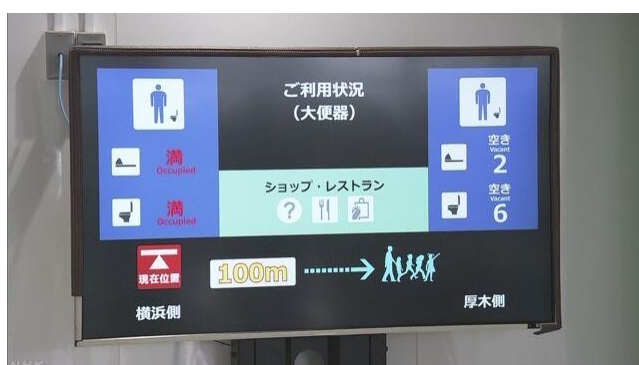 ご利用状況
(大便器)
満
Occupied
満
Occupied
空き
Vacant
2
空き
Vacant
6
ショップ・レストラン
?
現在位置
100m
横浜側
厚木側
NHK